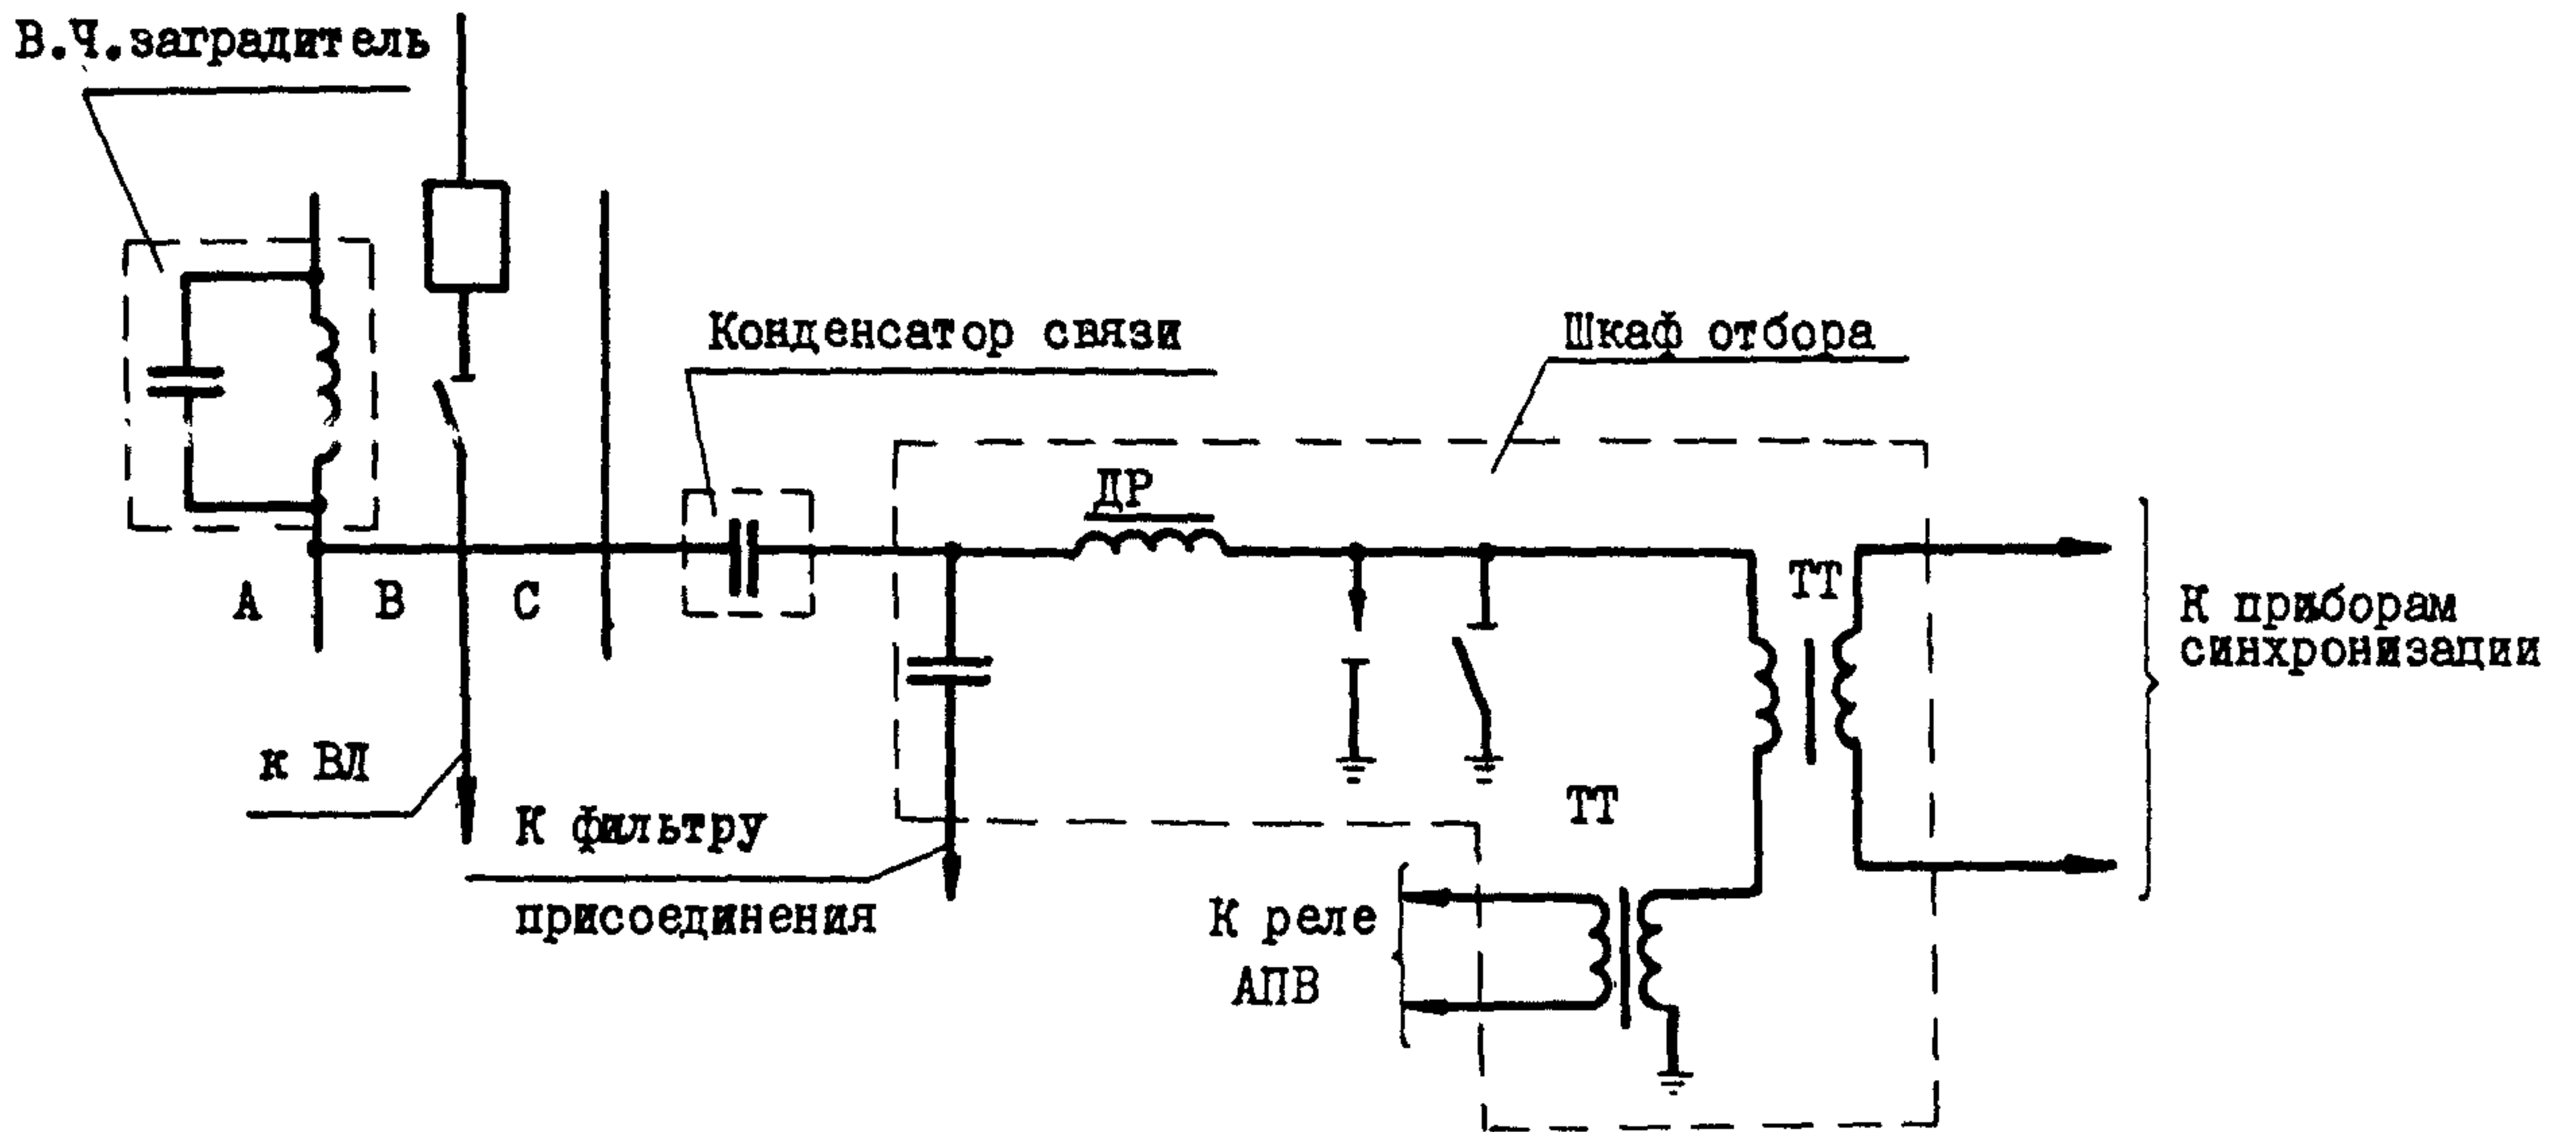 В.Ч.заградитель
Конденсатор связи
Шкаф отбора
ДР
ТТ
А
В
С
К приборам
синхронизации
к ВЛ
К фильтру
присоединения
ТТ
К реле
АПВ